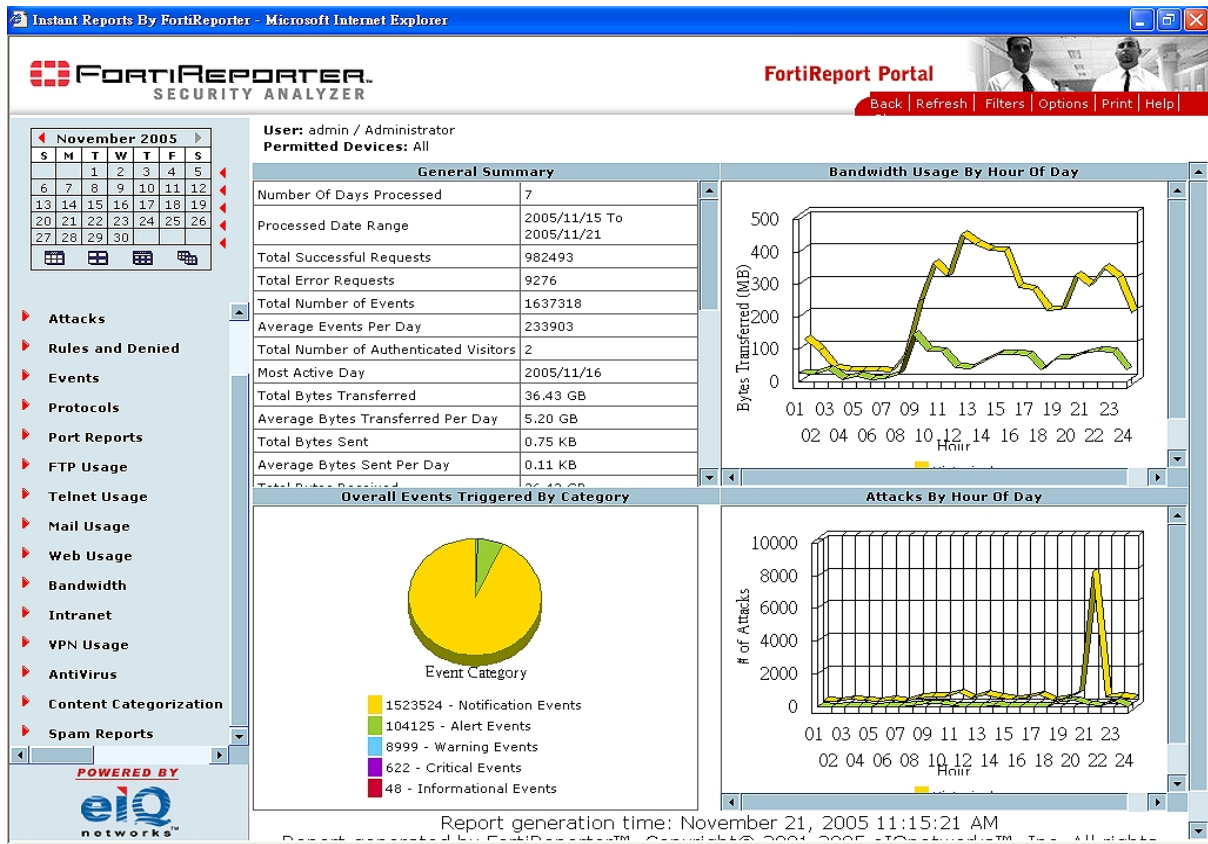 Instant Reports By FortiReporter - Microsoft Internet Explorer
FORTIREPORTER™
SECURITY ANALYZER
FortiReport Portal
Back | Refresh | Filters | Options | Print | Help |
November 2005
S M T W T F S
1 2 3 4 5
6 7 8 9 10 11 12
13 14 15 16 17 18 19
20 21 22 23 24 25 26
27 28 29 30
Attacks
Rules and Denied
Events
Protocols
Port Reports
FTP Usage
Telnet Usage
Mail Usage
Web Usage
Bandwidth
Intranet
VPN Usage
AntiVirus
Content Categorization
Spam Reports
POWERED BY
eiQ
networks™
User: admin / Administrator
Permitted Devices: All
General Summary
Number Of Days Processed 7
Processed Date Range 2005/11/15 To
2005/11/21
Total Successful Requests 982493
Total Error Requests 9276
Total Number of Events 1637318
Average Events Per Day 233903
Total Number of Authenticated Visitors 2
Most Active Day 2005/11/16
Total Bytes Transferred 36.43 GB
Average Bytes Transferred Per Day 5.20 GB
Total Bytes Sent 0.75 KB
Average Bytes Sent Per Day 0.11 KB
Bandwidth Usage By Hour Of Day
Bytes Transferred (MB)
500
400
300
200
100
0
01 03 05 07 09 11 13 15 17 19 21 23
02 04 06 08 10 12 14 16 18 20 22 24
Hour
Overall Events Triggered By Category
Event Category
1523524 - Notification Events
104125 - Alert Events
8999 - Warning Events
622 - Critical Events
48 - Informational Events
Attacks By Hour Of Day
# of Attacks
10000
8000
6000
4000
2000
0
01 03 05 07 09 11 13 15 17 19 21 23
02 04 06 08 10 12 14 16 18 20 22 24
Hour
Report generation time: November 21, 2005 11:15:21 AM